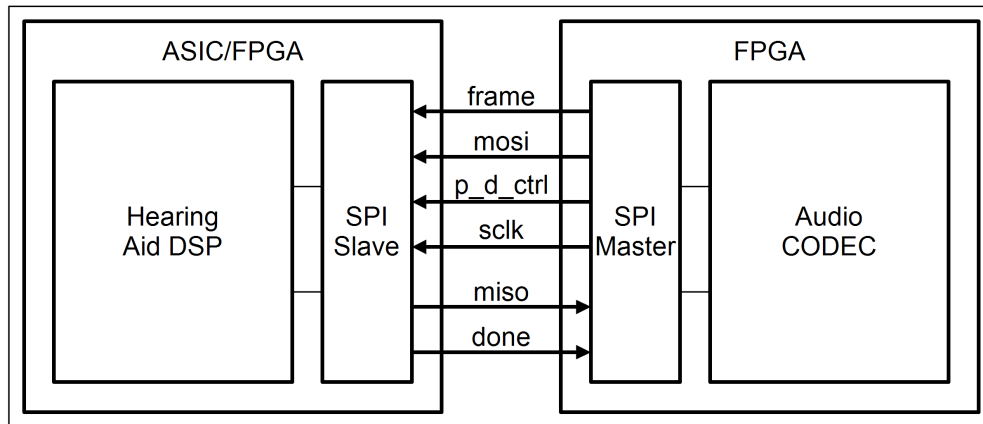 ASIC/FPGA
Hearing
Aid DSP
SPI
Slave
frame
mosi
p_d_ctrl
sclk
miso
done
FPGA
SPI
Master
Audio
CODEC